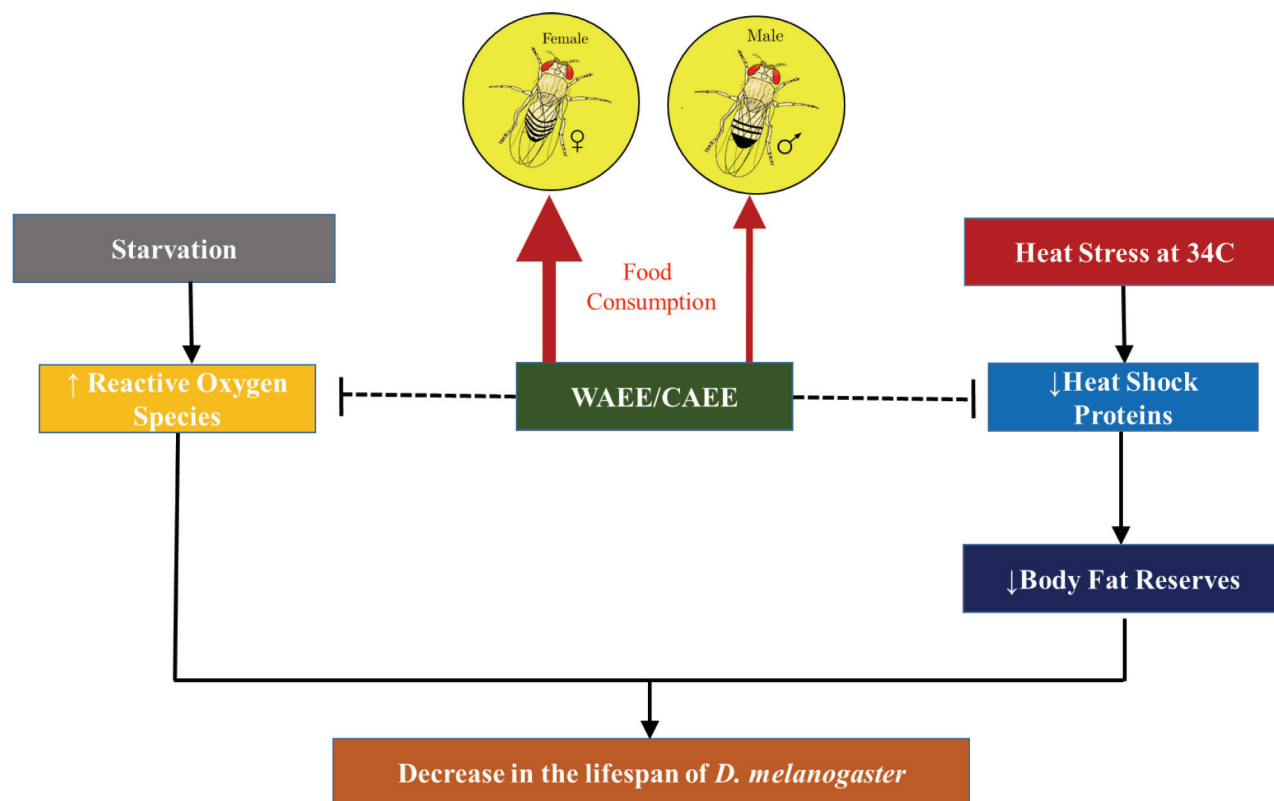 Female
♀
Male
♂
Starvation
Food
Consumption
Heat Stress at 34C
↑ Reactive Oxygen
Species
WAEE/CAEE
↓Heat Shock
Proteins
↓Body Fat Reserves
Decrease in the lifespan of D. melanogaster